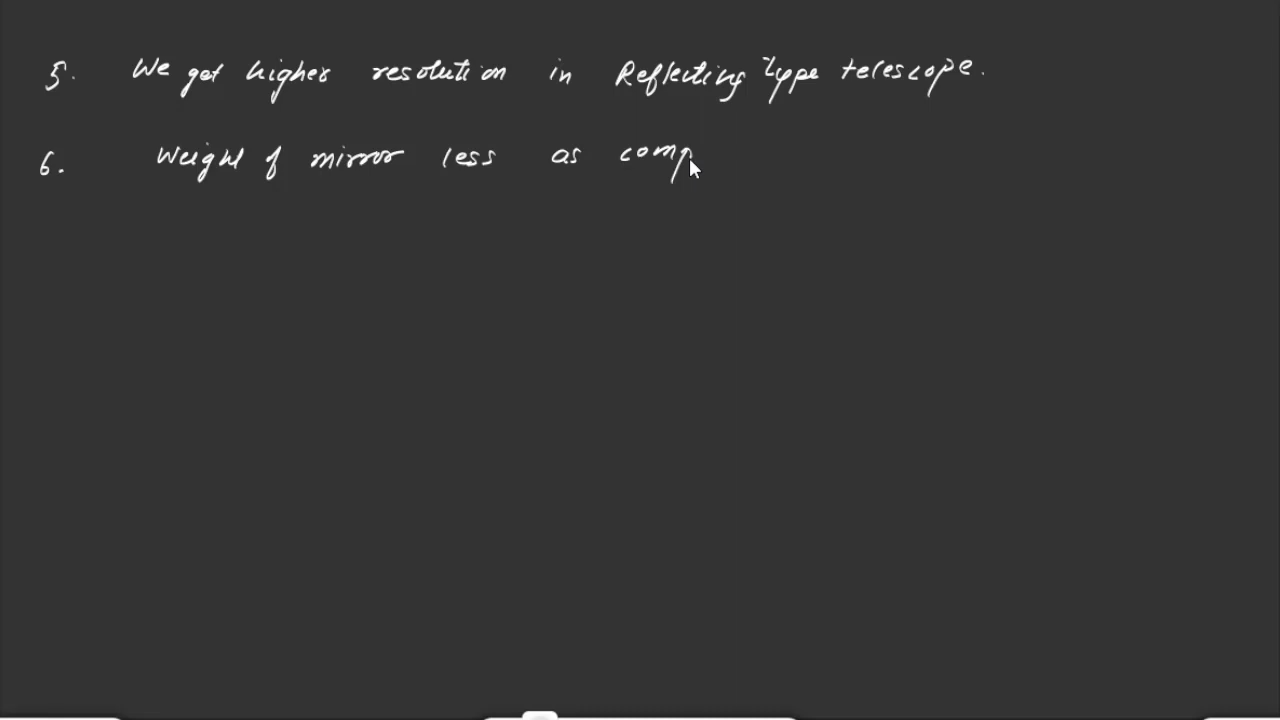 5. We get higher resolution in Reflecting type telescope.
6. Weight of mirror less as comp